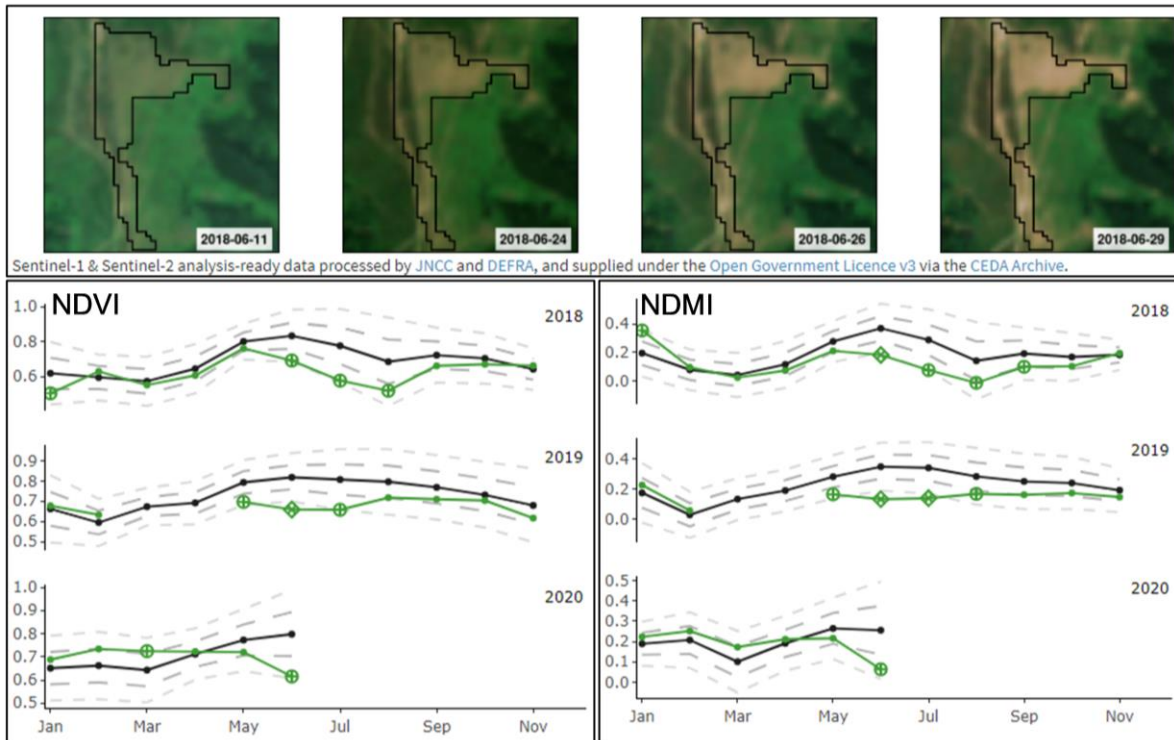 2018-06-11
2018-06-24
2018-06-26
2018-06-29
Sentinel-1 & Sentinel-2 analysis-ready data processed by JNCC and DEFRA, and supplied under the Open Government Licence v3 via the CEDA Archive.
NDVI
2018
1.0
0.8
0.6
2019
0.9
0.8
0.7
0.6
0.5
2020
1.0
0.9
0.8
0.7
0.6
0.5
Jan
Mar
May
Jul
Sep
Nov
NDMI
2018
0.4
0.2
0.0
2019
0.4
0.2
0.0
2020
0.5
0.4
0.3
0.2
0.1
0.0
Jan
Mar
May
Jul
Sep
Nov